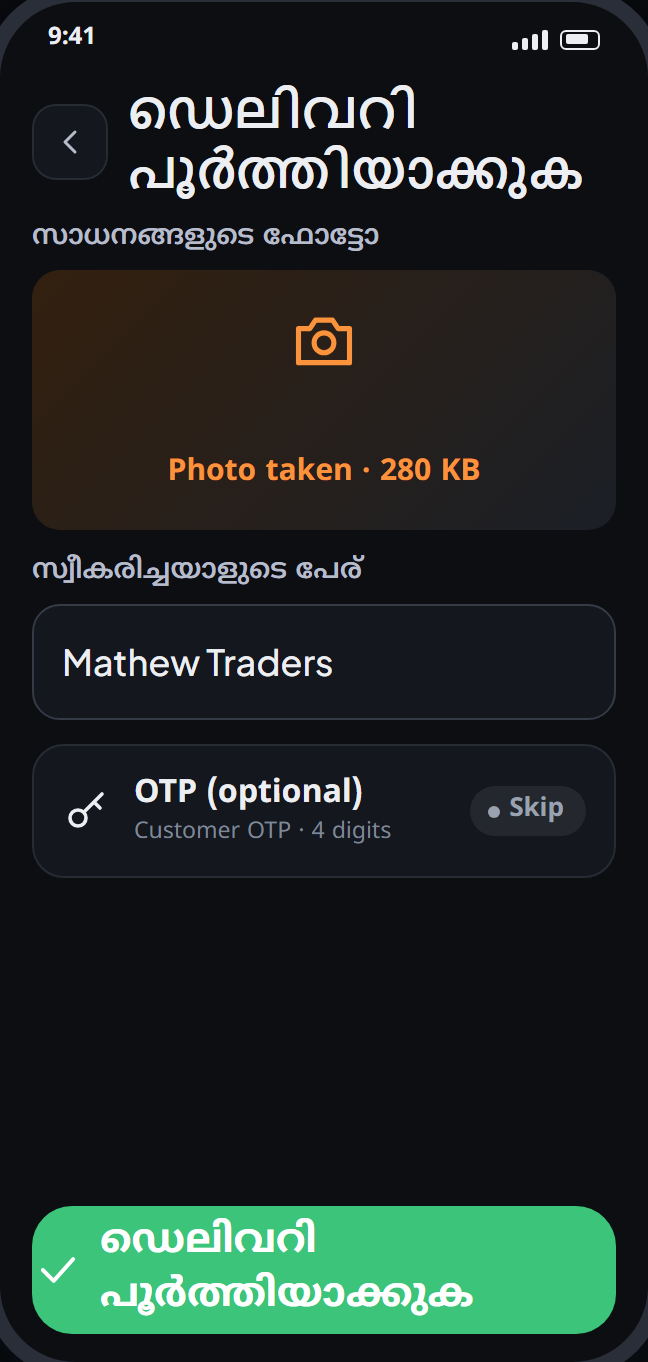 9:41
ഡെലിവറി
പൂർത്തിയാക്കുക
സാധനങ്ങളുടെ ഫോട്ടോ
Photo taken · 280 KB
സ്വീകരിച്ചയാളുടെ പേര്
Mathew Traders
OTP (optional)
Customer OTP · 4 digits
Skip
ഡെലിവറി
പൂർത്തിയാക്കുക